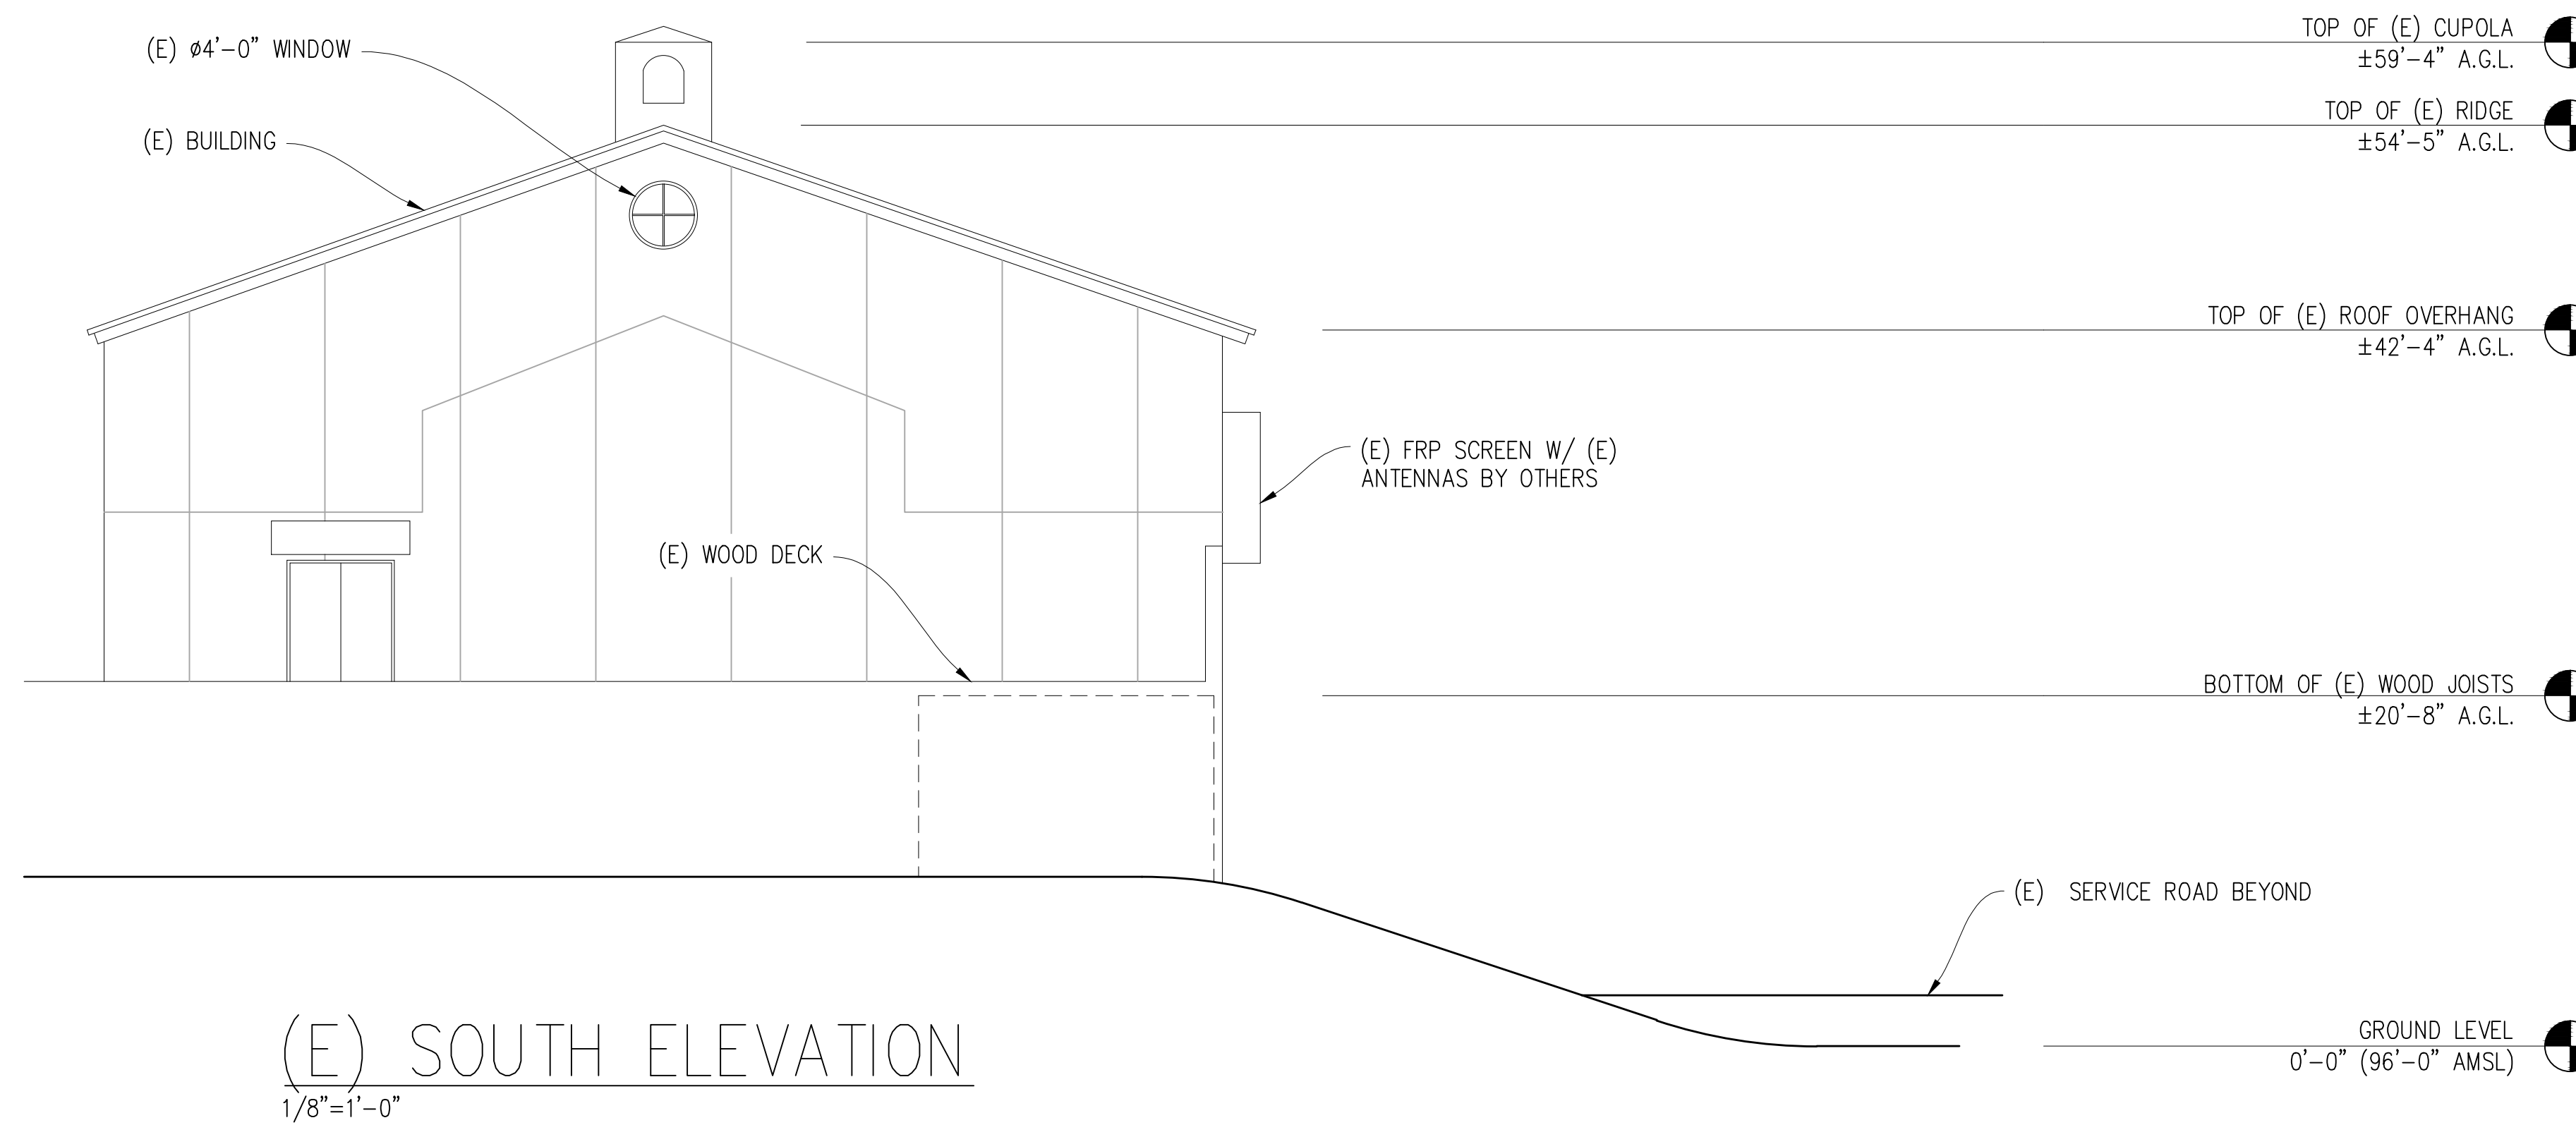 TOP OF (E) CUPOLA
±59'-4" A.G.L.
(E) ø4'-0" WINDOW
TOP OF (E) RIDGE
±54'-5" A.G.L.
(E) BUILDING
TOP OF (E) ROOF OVERHANG
±42'-4" A.G.L.
(E) FRP SCREEN W/ (E)
ANTENNAS BY OTHERS
(E) WOOD DECK
BOTTOM OF (E) WOOD JOISTS
±20'-8" A.G.L.
(E) SERVICE ROAD BEYOND
GROUND LEVEL
0'-0" (96'-0" AMSL)
(E) SOUTH ELEVATION
1/8"=1'-0"